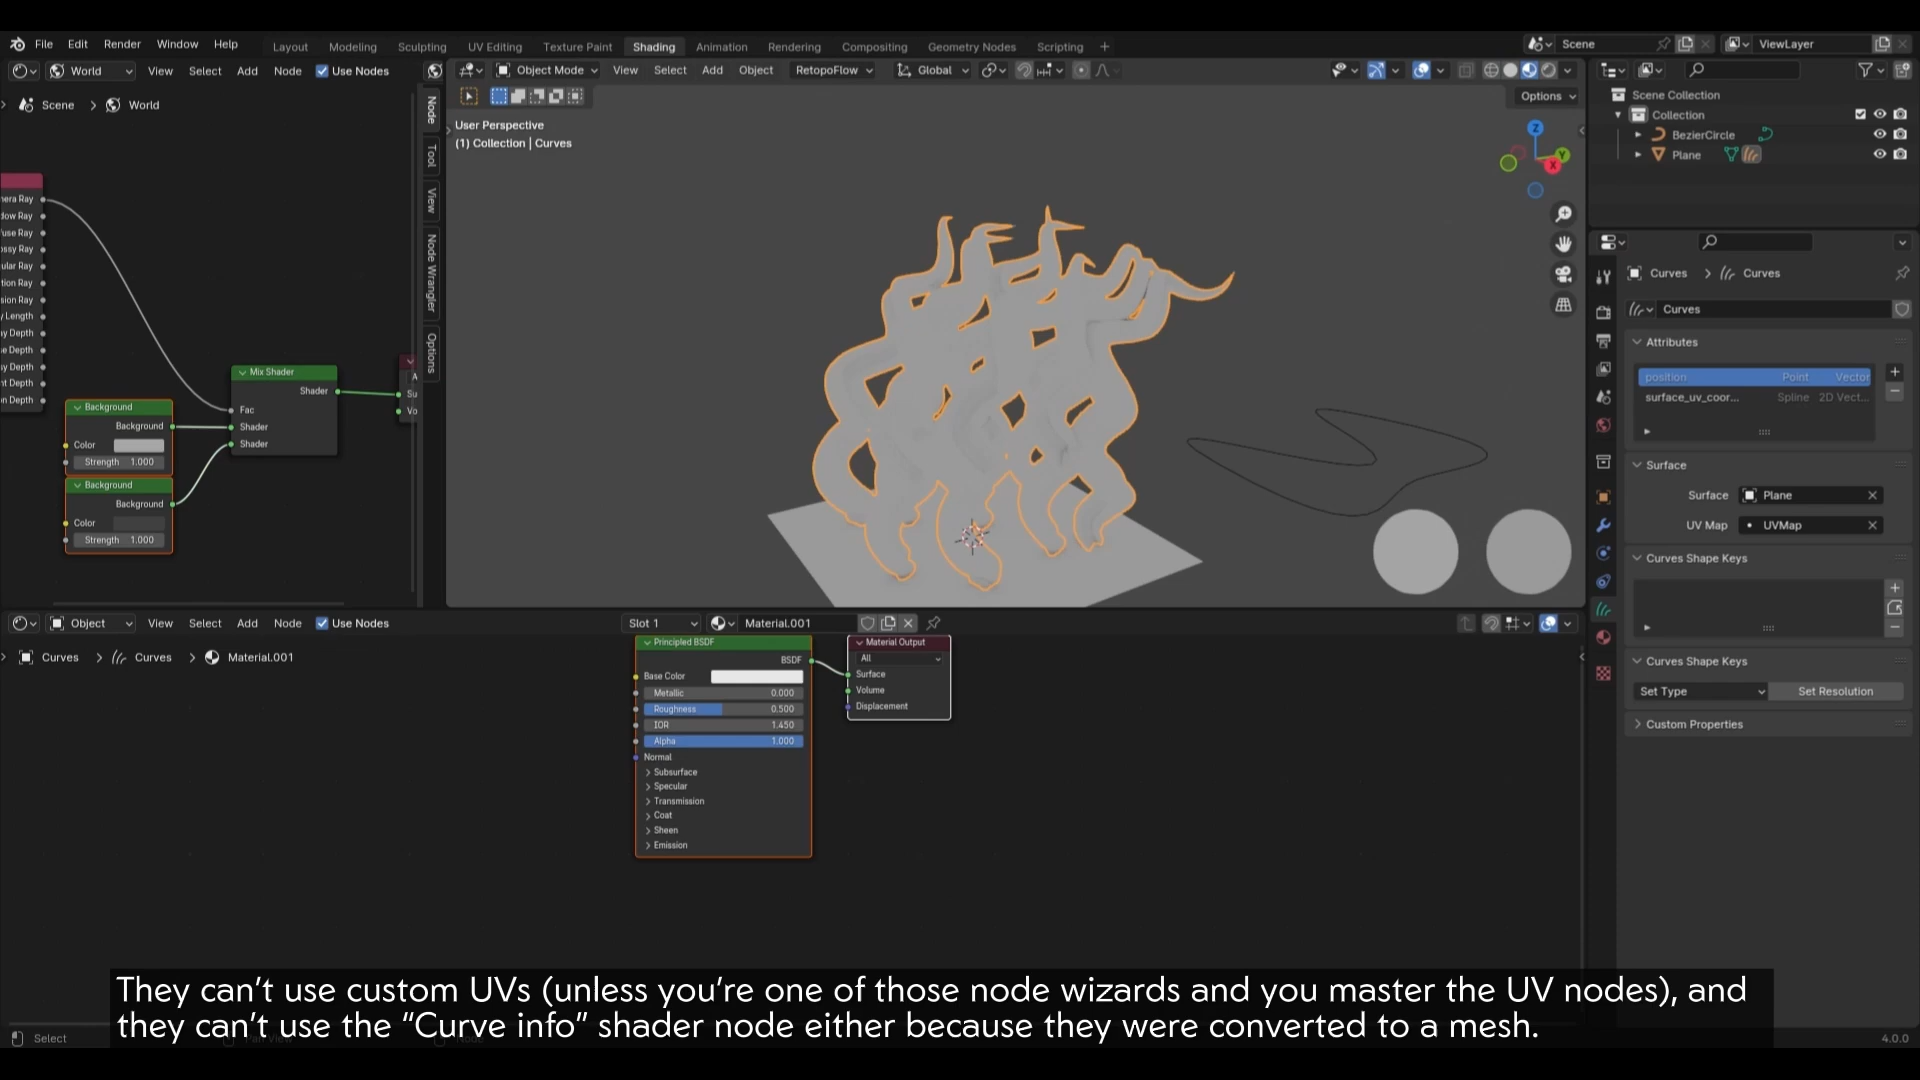 File Edit Render Window Help
Layout Modeling Sculpting UV Editing Texture Paint Shading Animation Rendering Compositing Geometry Nodes Scripting +
Scene ViewLayer
World View Select Add Node Use Nodes
Object Mode View Select Add Object RetopoFlow Global
Options
Scene > World
User Perspective
(1) Collection | Curves
Node
Tool
View
Node Wrangler
Options
Z
Y
X
Scene Collection
Collection
BezierCircle
Plane
Mix Shader
Shader
Fac
Shader
Shader
Background
Background
Color
Strength 1.000
Background
Background
Color
Strength 1.000
Curves > Curves
Curves
Attributes
position Point Vector
surface_uv_coor... Spline 2D Vect...
Surface
Surface Plane
UV Map UVMap
Curves Shape Keys
Curves Shape Keys
Set Type Set Resolution
Custom Properties
Object View Select Add Node Use Nodes Slot 1 Material.001
Curves > Curves > Material.001
Principled BSDF
BSDF
Base Color
Metallic 0.000
Roughness 0.500
IOR 1.450
Alpha 1.000
Normal
Subsurface
Specular
Transmission
Coat
Sheen
Emission
Material Output
All
Surface
Volume
Displacement
They can't use custom UVs (unless you're one of those node wizards and you master the UV nodes), and
they can't use the "Curve info" shader node either because they were converted to a mesh.
Select
4.0.0